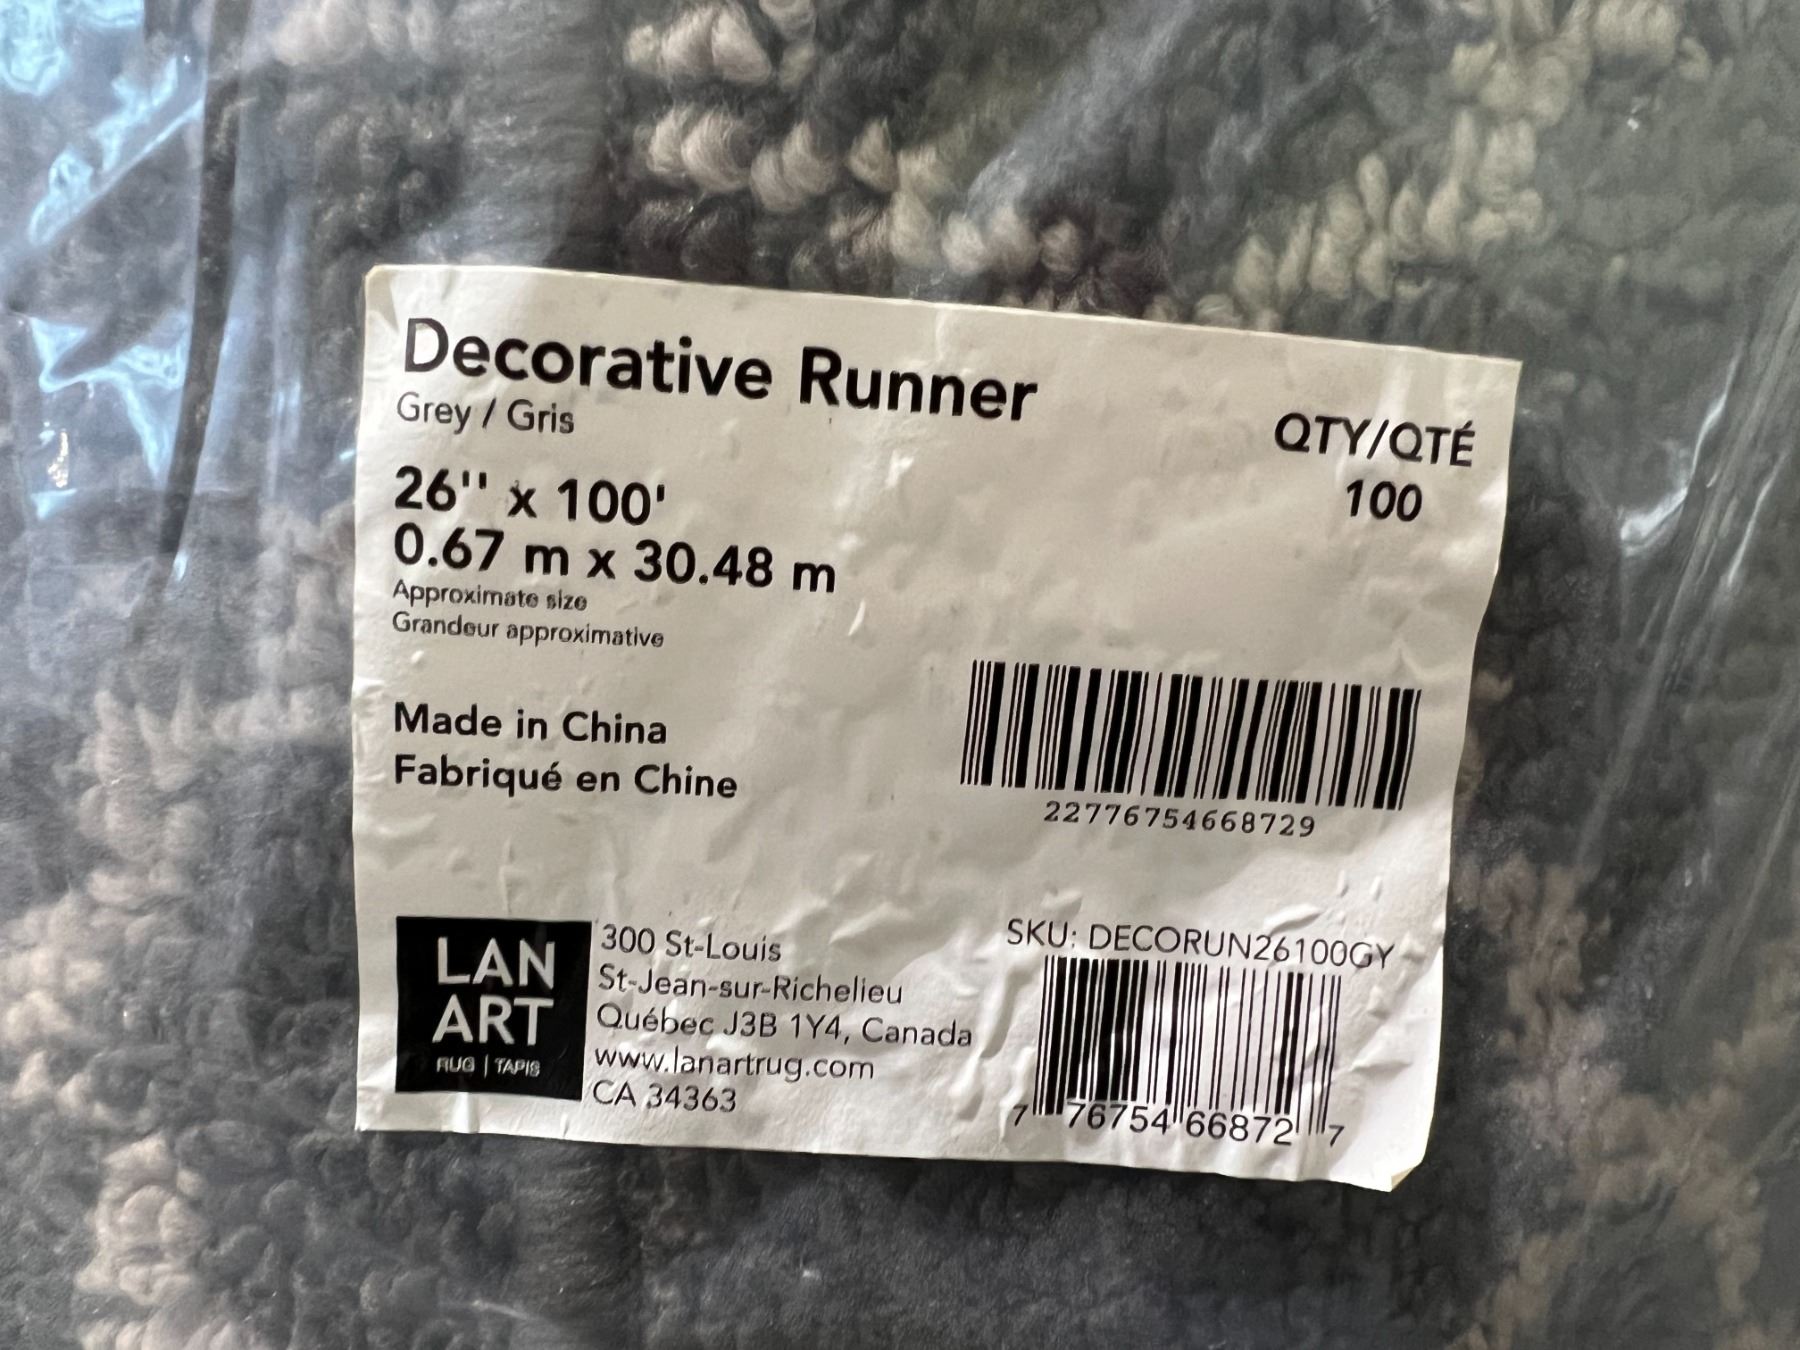 Decorative Runner
Grey / Gris
QTY/QTÉ
100
26'' x 100'
0.67 m x 30.48 m
Approximate size
Grandeur approximative
Made in China
Fabriqué en Chine
22776754668729
LAN
ART
RUG | TAPIS
300 St-Louis
St-Jean-sur-Richelieu
Québec J3B 1Y4, Canada
www.lanartrug.com
CA 34363
SKU: DECORUN26100GY
7 76754 66872 7